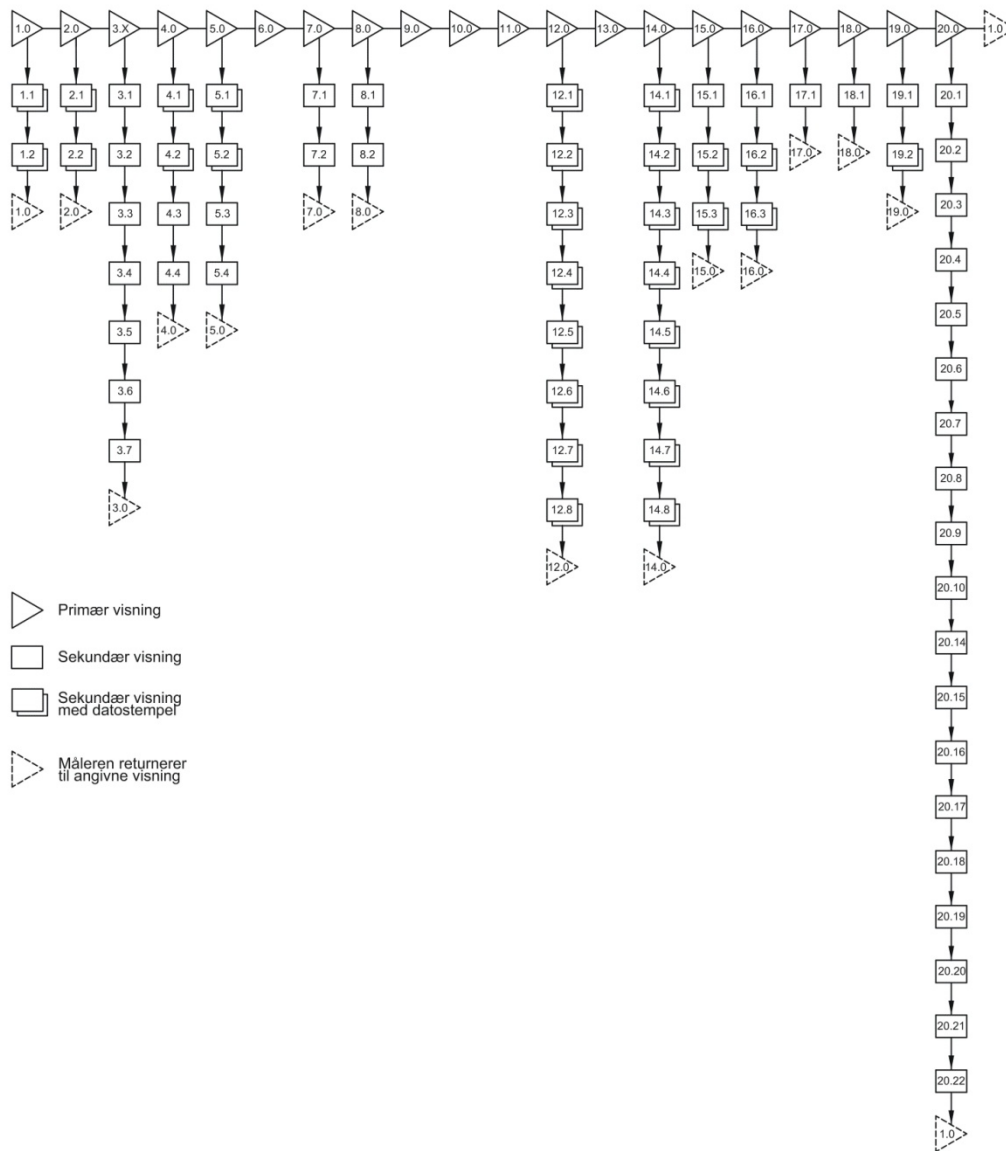 1.0 2.0 3.X 4.0 5.0 6.0 7.0 8.0 9.0 10.0 11.0 12.0 13.0 14.0 15.0 16.0 17.0 18.0 19.0 20.0 1.0
1.1 2.1 3.1 4.1 5.1 7.1 8.1 12.1 14.1 15.1 16.1 17.1 18.1 19.1 20.1
1.2 2.2 3.2 4.2 5.2 7.2 8.2 12.2 14.2 15.2 16.2 17.0 18.0 19.2 20.2
1.0 2.0 3.3 4.3 5.3 7.0 8.0 12.3 14.3 15.3 16.3 19.0 20.3
3.4 4.4 5.4 12.4 14.4 15.0 16.0 20.4
3.5 4.0 5.0 12.5 14.5 20.5
3.6 12.6 14.6 20.6
3.7 12.7 14.7 20.7
3.0 12.8 14.8 20.8
12.0 14.0 20.9
20.10
20.14
20.15
20.16
20.17
20.18
20.19
20.20
20.21
20.22
1.0
Primær visning
Sekundær visning
Sekundær visning
med datostempel
Måleren returnerer
til angivne visning